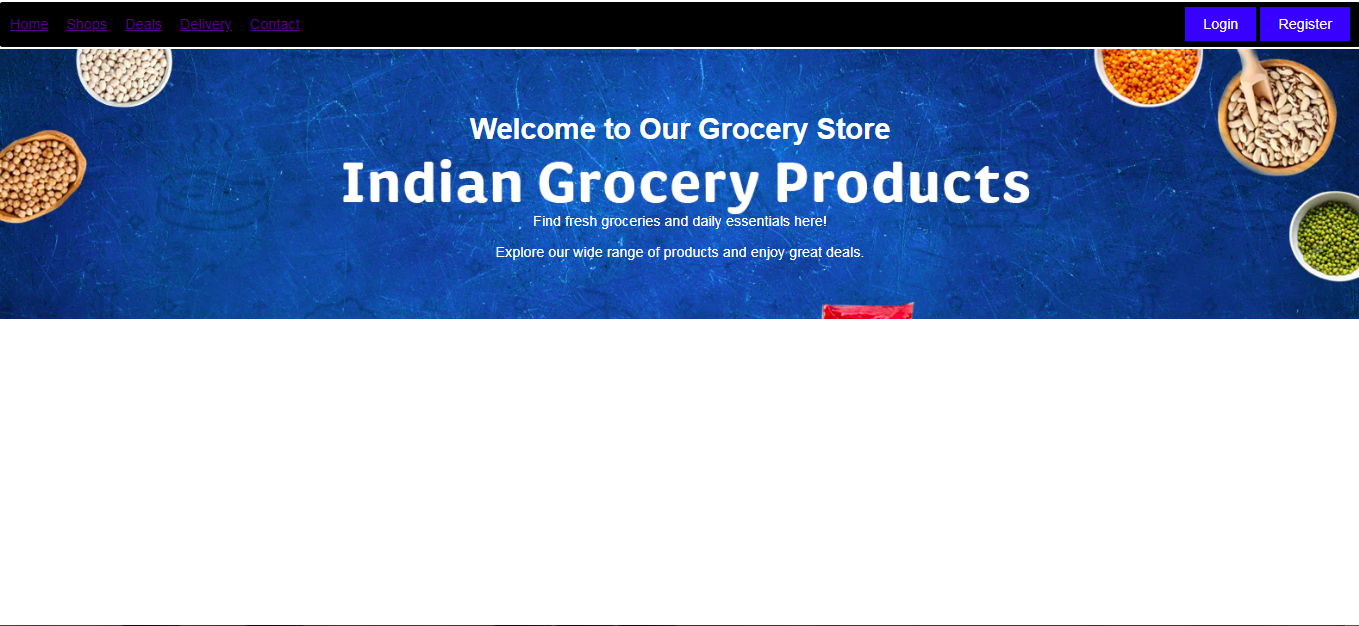 Home Shops Deals Delivery Contact Login Register
Welcome to Our Grocery Store
Indian Grocery Products
Find fresh groceries and daily essentials here!
Explore our wide range of products and enjoy great deals.